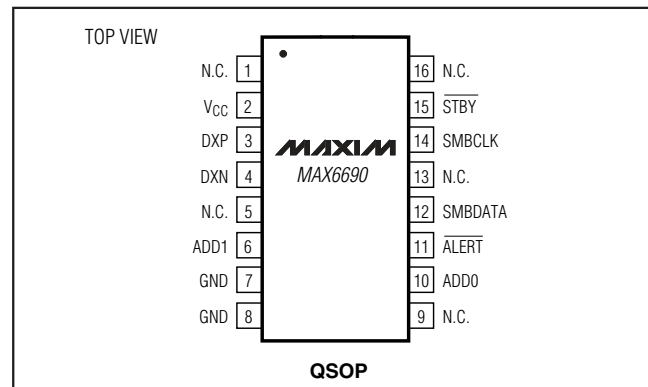 TOP VIEW
N.C. 1
VCC 2
DXP 3
DXN 4
N.C. 5
ADD1 6
GND 7
GND 8
MAXIM
MAX6690
16 N.C.
15 STBY
14 SMBCLK
13 N.C.
12 SMBDATA
11 ALERT
10 ADD0
9 N.C.
QSOP